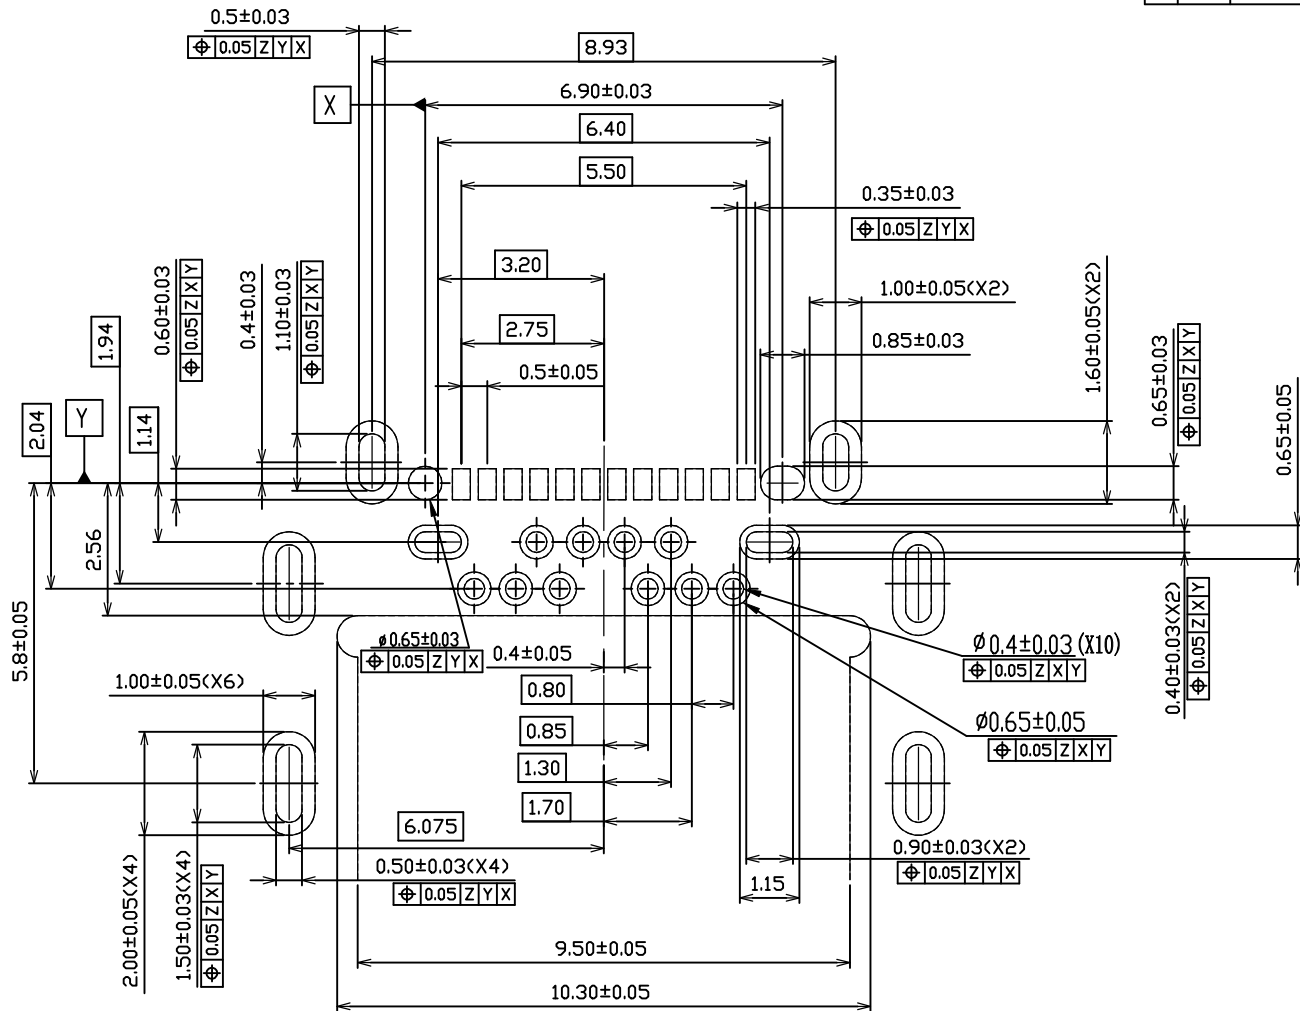 0.5±0.03
⌖ 0.05 Z Y X
8.93
X
6.90±0.03
6.40
5.50
0.35±0.03
⌖ 0.05 Z Y X
3.20
1.00±0.05(X2)
2.75
0.85±0.03
0.5±0.05
1.94
0.60±0.03
⌖ 0.05 Z X Y
0.4±0.03
1.10±0.03
⌖ 0.05 Z X Y
1.60±0.05(X2)
0.65±0.03
⌖ 0.05 Z X Y
0.65±0.05
2.04
Y
1.14
2.56
5.8±0.05
ø0.65±0.03
⌖ 0.05 Z Y X
0.4±0.05
Ø0.4±0.03 (X10)
⌖ 0.05 Z X Y
0.40±0.03(X2)
⌖ 0.05 Z X Y
1.00±0.05(X6)
0.80
Ø0.65±0.05
⌖ 0.05 Z X Y
0.85
1.30
1.70
6.075
0.50±0.03(X4)
⌖ 0.05 Z Y X
0.90±0.03(X2)
⌖ 0.05 Z Y X
1.15
2.00±0.05(X4)
1.50±0.03(X4)
⌖ 0.05 Z X Y
9.50±0.05
10.30±0.05